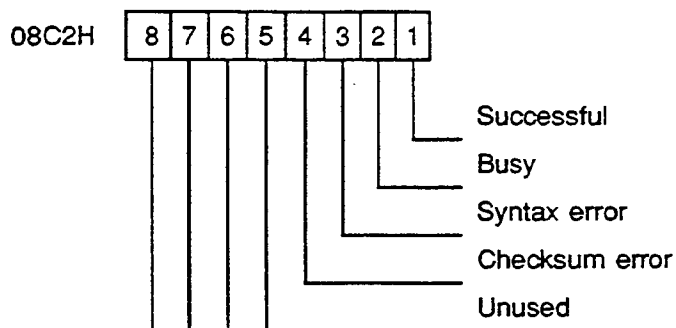 08C2H 8 7 6 5 4 3 2 1
Successful
Busy
Syntax error
Checksum error
Unused